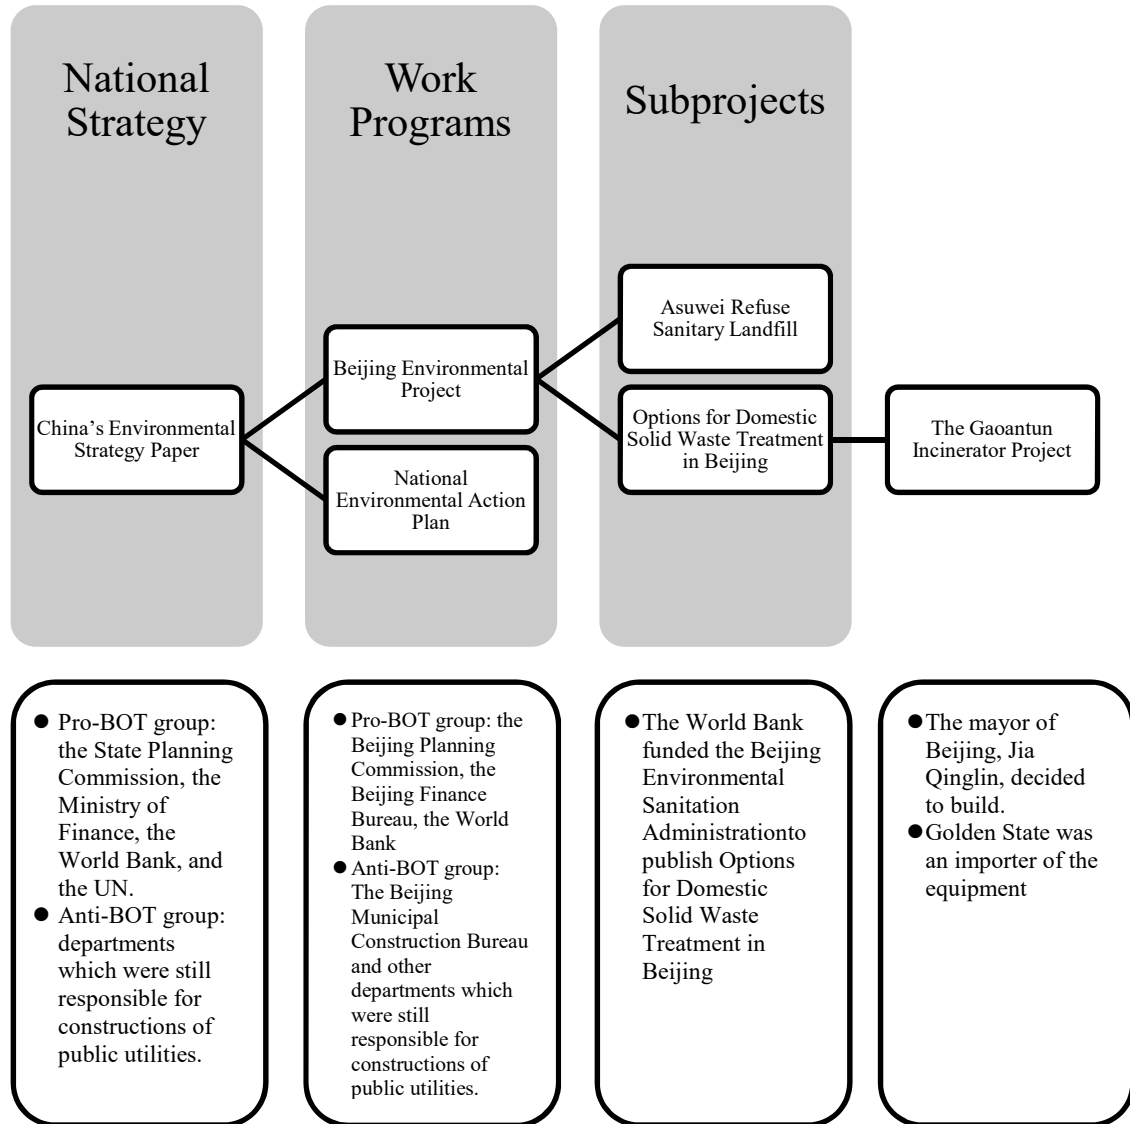 National
Strategy
Work
Programs
Subprojects
China's Environmental
Strategy Paper
Beijing Environmental
Project
National
Environmental Action
Plan
Asuwei Refuse
Sanitary Landfill
Options for Domestic
Solid Waste Treatment
in Beijing
The Gaoantun
Incinerator Project
● Pro-BOT group:
the State Planning
Commission, the
Ministry of
Finance, the
World Bank, and
the UN.
● Anti-BOT group:
departments
which were still
responsible for
constructions of
public utilities.
● Pro-BOT group: the
Beijing Planning
Commission, the
Beijing Finance
Bureau, the World
Bank
● Anti-BOT group:
The Beijing
Municipal
Construction Bureau
and other
departments which
were still
responsible for
constructions of
public utilities.
● The World Bank
funded the Beijing
Environmental
Sanitation
Administrationto
publish Options
for Domestic
Solid Waste
Treatment in
Beijing
● The mayor of
Beijing, Jia
Qinglin, decided
to build.
● Golden State was
an importer of the
equipment